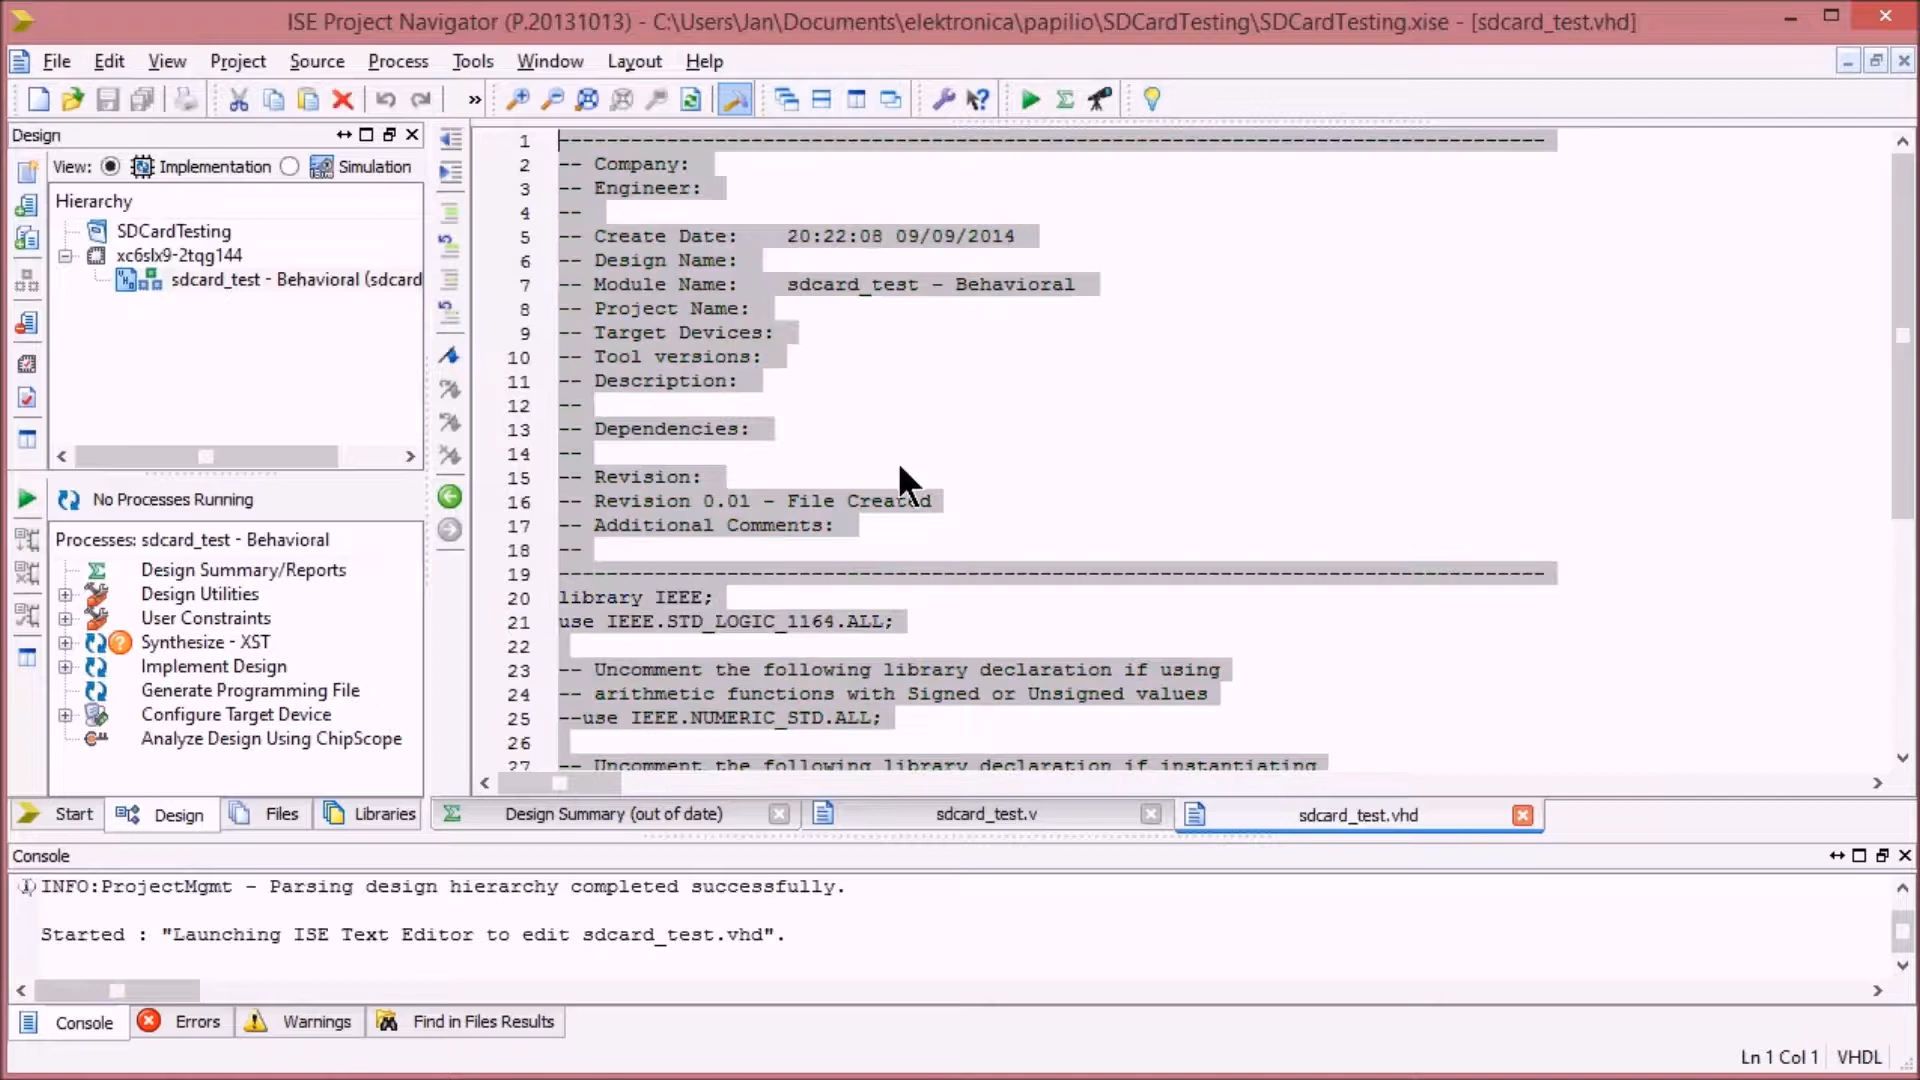 ISE Project Navigator (P.20131013) - C:\Users\Jan\Documents\elektronica\papilio\SDCardTesting\SDCardTesting.xise - [sdcard_test.vhd]
File Edit View Project Source Process Tools Window Layout Help
»
Design
View: Implementation Simulation
Hierarchy
SDCardTesting
xc6slx9-2tqg144
sdcard_test - Behavioral (sdcard
No Processes Running
Processes: sdcard_test - Behavioral
Design Summary/Reports
Design Utilities
User Constraints
Synthesize - XST
Implement Design
Generate Programming File
Configure Target Device
Analyze Design Using ChipScope
Start Design Files Libraries
1 ----------------------------------------------------------------------------------
2 -- Company:
3 -- Engineer:
4 --
5 -- Create Date:    20:22:08 09/09/2014
6 -- Design Name:
7 -- Module Name:    sdcard_test - Behavioral
8 -- Project Name:
9 -- Target Devices:
10 -- Tool versions:
11 -- Description:
12 --
13 -- Dependencies:
14 --
15 -- Revision:
16 -- Revision 0.01 - File Created
17 -- Additional Comments:
18 --
19 ----------------------------------------------------------------------------------
20 library IEEE;
21 use IEEE.STD_LOGIC_1164.ALL;
22
23 -- Uncomment the following library declaration if using
24 -- arithmetic functions with Signed or Unsigned values
25 --use IEEE.NUMERIC_STD.ALL;
26
27 -- Uncomment the following library declaration if instantiating
Design Summary (out of date) sdcard_test.v sdcard_test.vhd
Console
INFO:ProjectMgmt - Parsing design hierarchy completed successfully.
Started : "Launching ISE Text Editor to edit sdcard_test.vhd".
Console Errors Warnings Find in Files Results
Ln 1 Col 1 VHDL